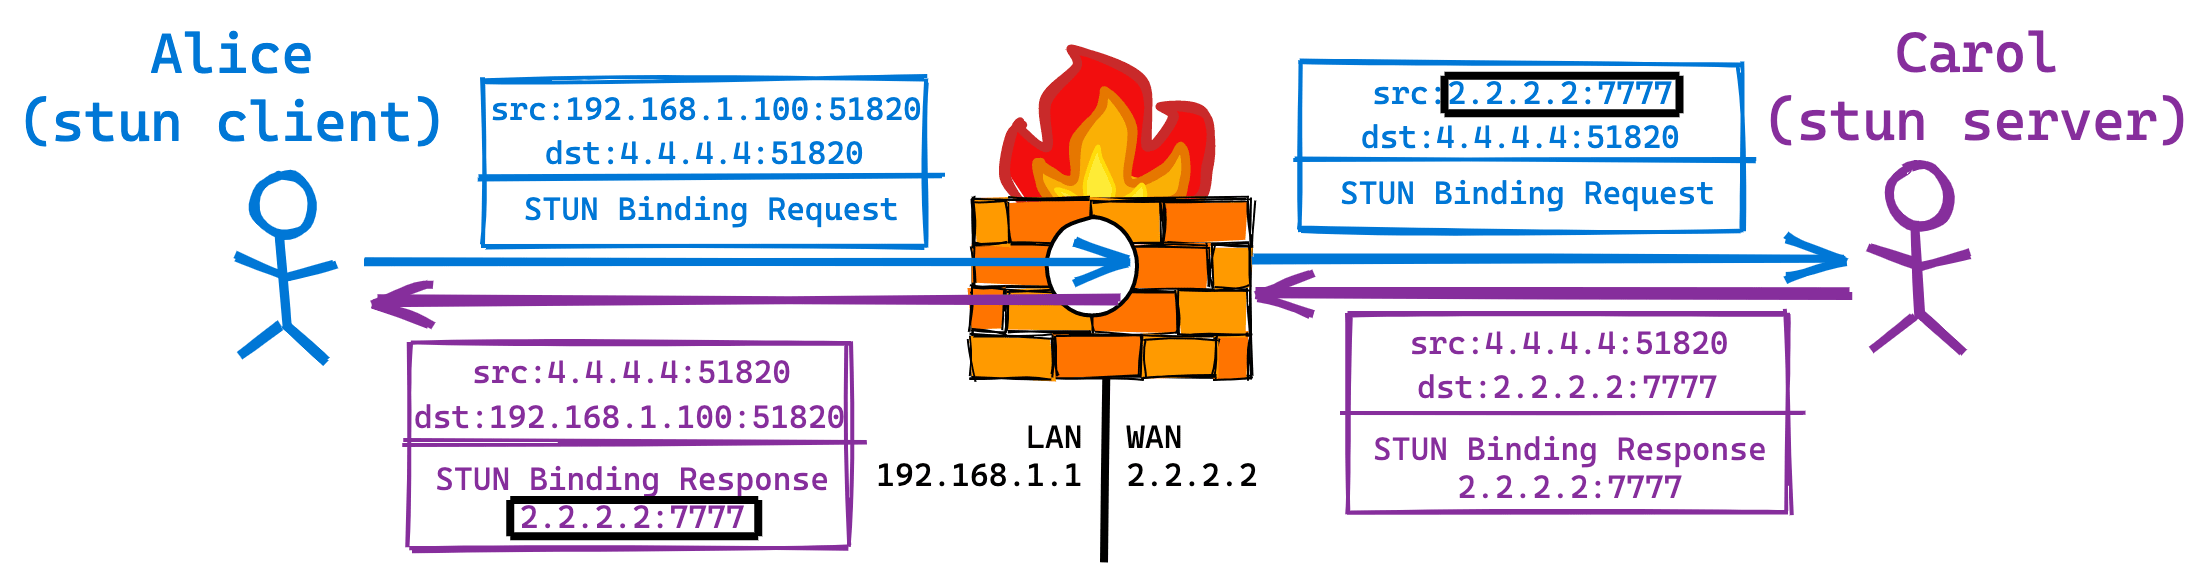 Alice
(stun client)
src:192.168.1.100:51820
dst:4.4.4.4:51820
STUN Binding Request
src:2.2.2.2:7777
dst:4.4.4.4:51820
STUN Binding Request
Carol
(stun server)
src:4.4.4.4:51820
dst:192.168.1.100:51820
STUN Binding Response
2.2.2.2:7777
LAN
192.168.1.1
WAN
2.2.2.2
src:4.4.4.4:51820
dst:2.2.2.2:7777
STUN Binding Response
2.2.2.2:7777